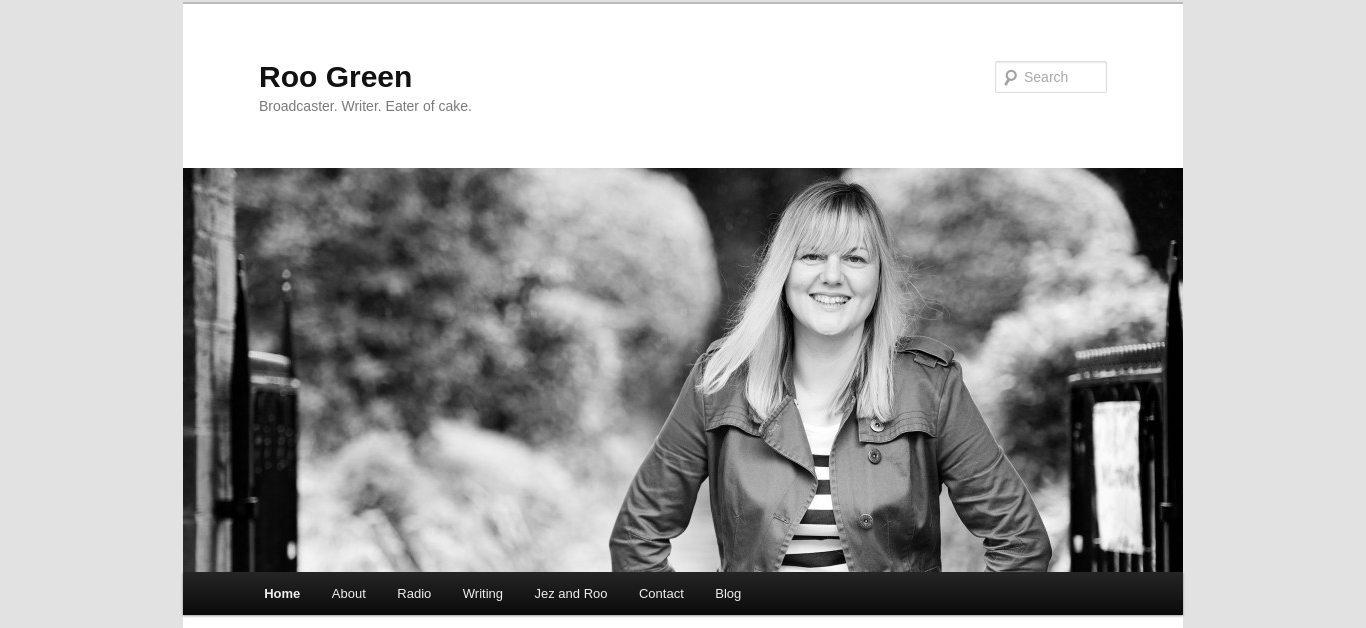 Roo Green
Broadcaster. Writer. Eater of cake.
Search
Home About Radio Writing Jez and Roo Contact Blog